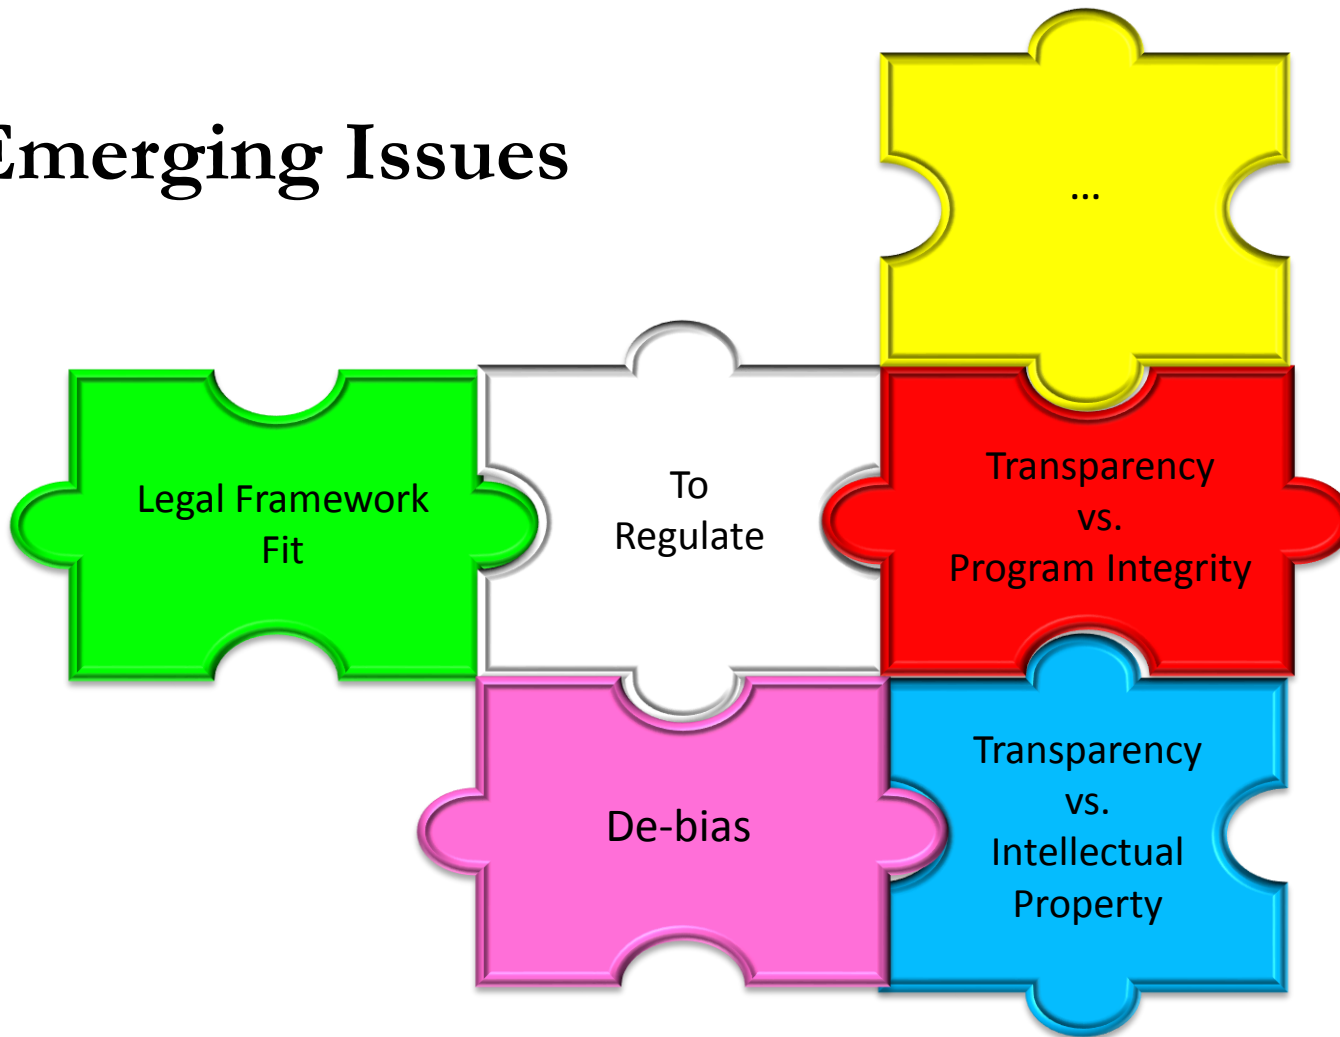 Emerging Issues
...
Legal Framework
Fit
To
Regulate
Transparency
vs.
Program Integrity
De-bias
Transparency
vs.
Intellectual
Property